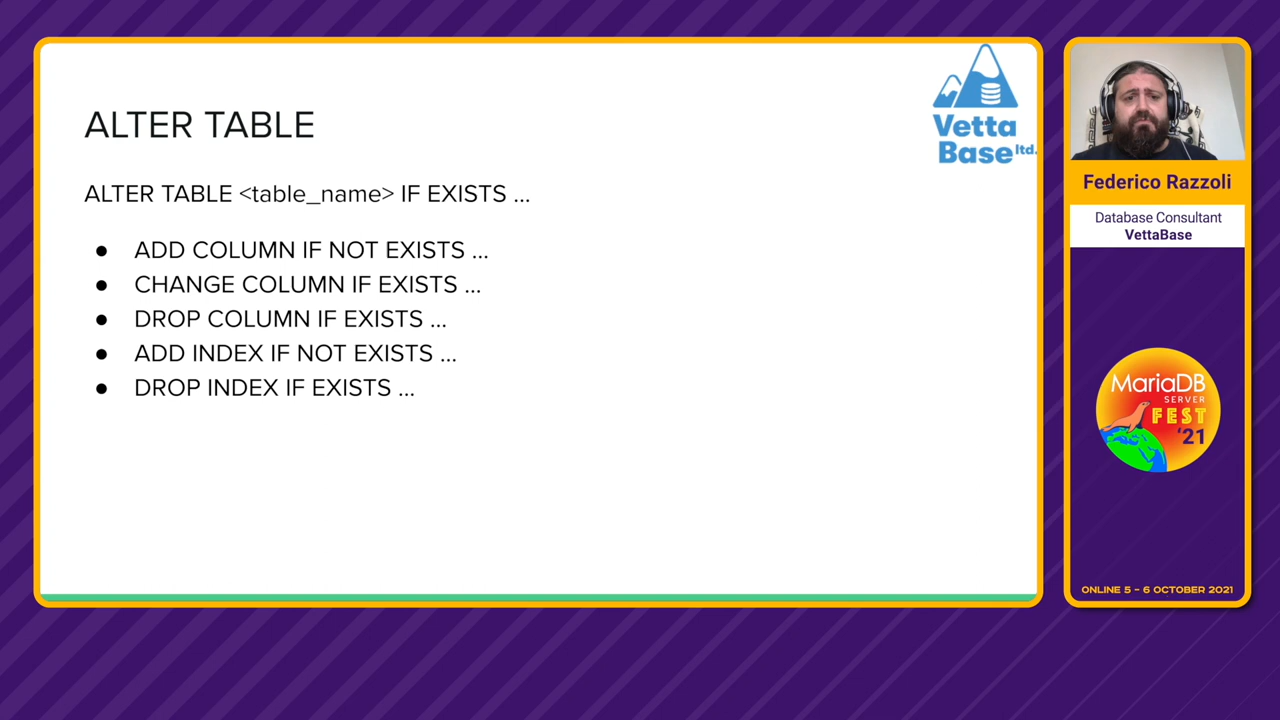 ALTER TABLE
ALTER TABLE <table_name> IF EXISTS ...
● ADD COLUMN IF NOT EXISTS ...
● CHANGE COLUMN IF EXISTS ...
● DROP COLUMN IF EXISTS ...
● ADD INDEX IF NOT EXISTS ...
● DROP INDEX IF EXISTS ...
Vetta
Base ltd.
Federico Razzoli
Database Consultant
VettaBase
MariaDB
SERVER
FEST
'21
ONLINE 5 - 6 OCTOBER 2021